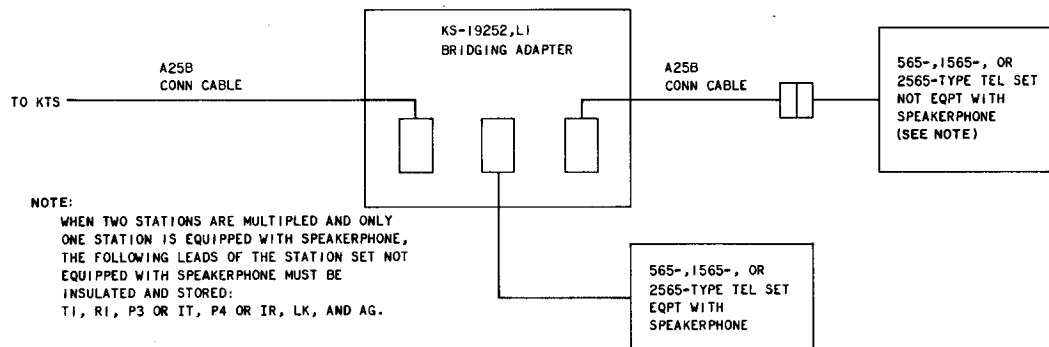 KS-19252,L1
BRIDGING ADAPTER
A25B
CONN CABLE
A25B
CONN CABLE
TO KTS
565-,1565-, OR
2565-TYPE TEL SET
NOT EQPT WITH
SPEAKERPHONE
(SEE NOTE)
NOTE:
WHEN TWO STATIONS ARE MULTIPLED AND ONLY
ONE STATION IS EQUIPPED WITH SPEAKERPHONE,
THE FOLLOWING LEADS OF THE STATION SET NOT
EQUIPPED WITH SPEAKERPHONE MUST BE
INSULATED AND STORED:
T1, R1, P3 OR IT, P4 OR IR, LK, AND AG.
565-,1565-, OR
2565-TYPE TEL SET
EQPT WITH
SPEAKERPHONE